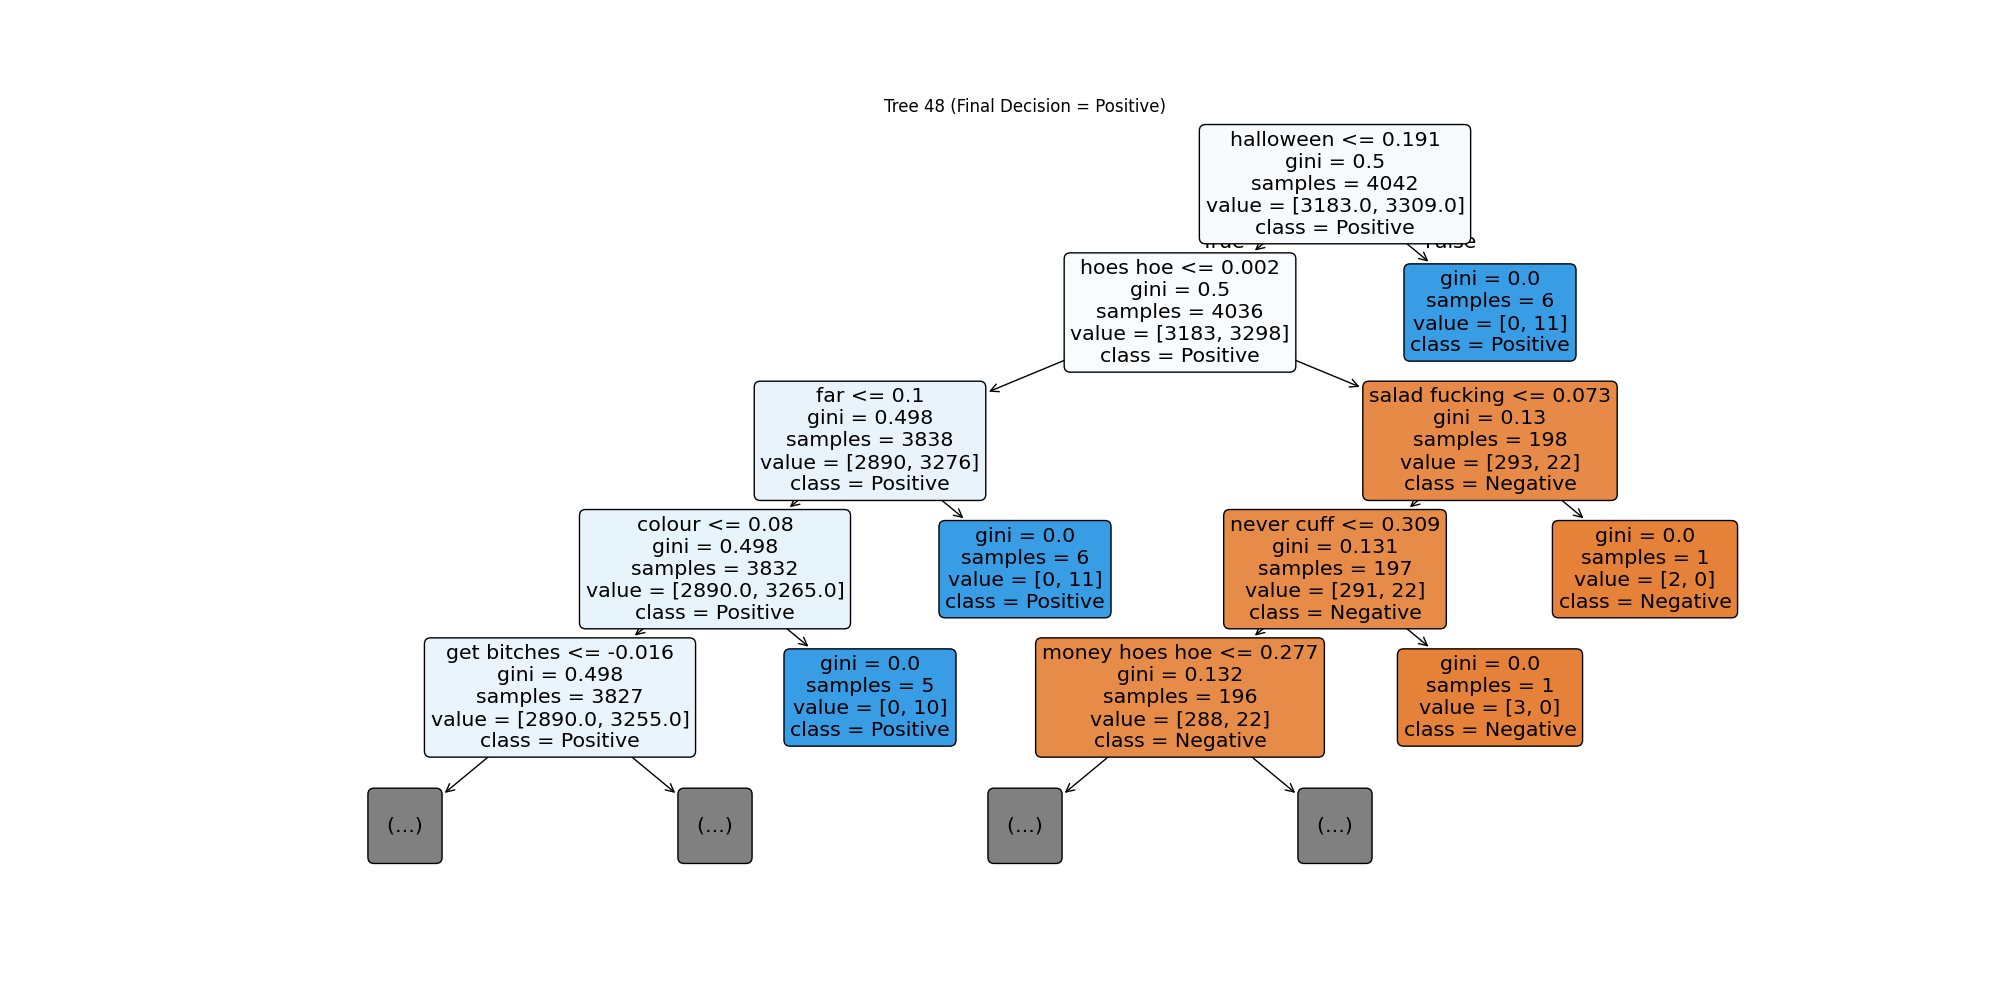 Tree 48 (Final Decision = Positive)
halloween <= 0.191
gini = 0.5
samples = 4042
value = [3183.0, 3309.0]
class = Positive
True
False
hoes hoe <= 0.002
gini = 0.5
samples = 4036
value = [3183, 3298]
class = Positive
gini = 0.0
samples = 6
value = [0, 11]
class = Positive
far <= 0.1
gini = 0.498
samples = 3838
value = [2890, 3276]
class = Positive
salad fucking <= 0.073
gini = 0.13
samples = 198
value = [293, 22]
class = Negative
colour <= 0.08
gini = 0.498
samples = 3832
value = [2890.0, 3265.0]
class = Positive
gini = 0.0
samples = 6
value = [0, 11]
class = Positive
never cuff <= 0.309
gini = 0.131
samples = 197
value = [291, 22]
class = Negative
gini = 0.0
samples = 1
value = [2, 0]
class = Negative
get bitches <= -0.016
gini = 0.498
samples = 3827
value = [2890.0, 3255.0]
class = Positive
gini = 0.0
samples = 5
value = [0, 10]
class = Positive
money hoes hoe <= 0.277
gini = 0.132
samples = 196
value = [288, 22]
class = Negative
gini = 0.0
samples = 1
value = [3, 0]
class = Negative
(...)
(...)
(...)
(...)